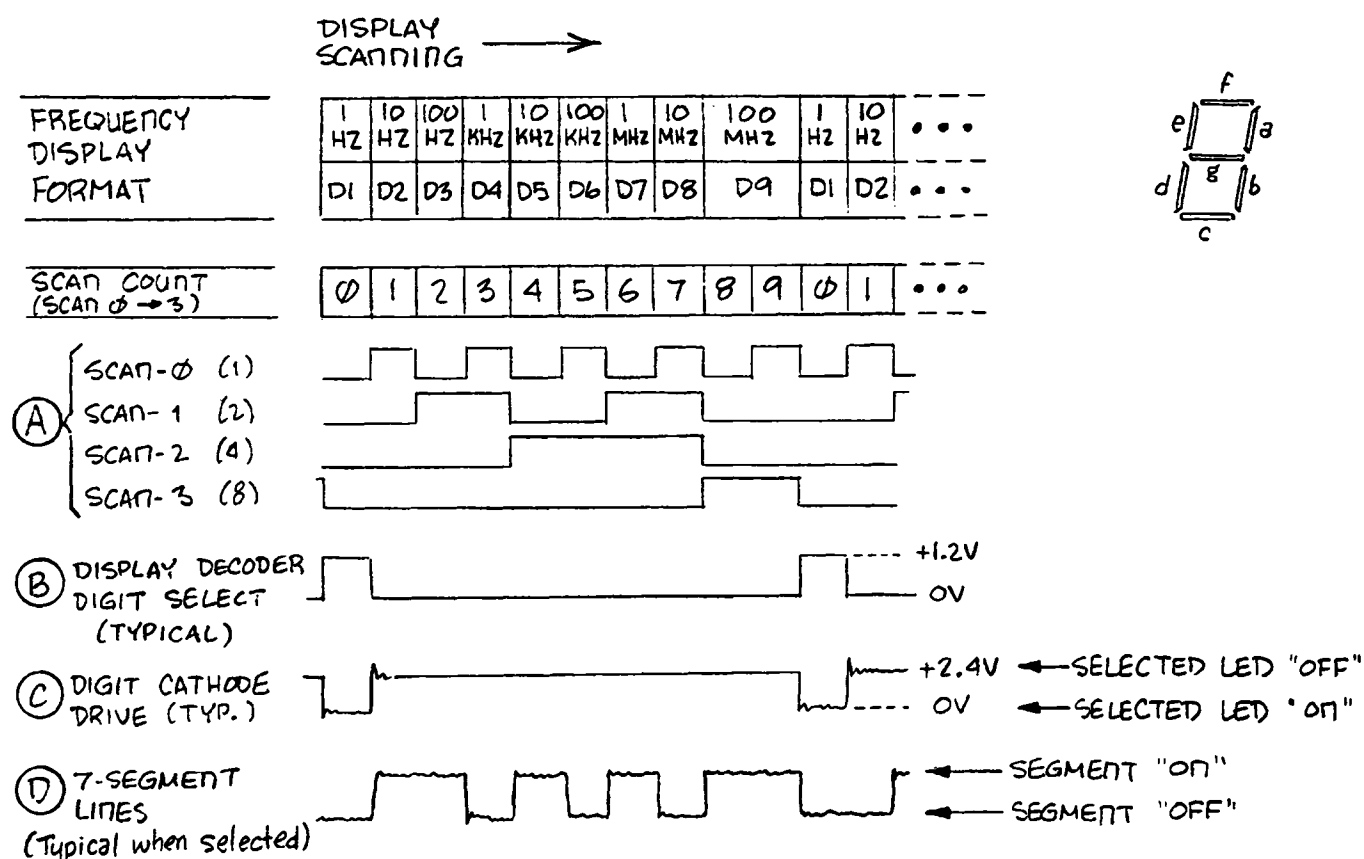 DISPLAY
SCANNING
FREQUENCY
DISPLAY
FORMAT
1 10 100 1 10 100 1 10 100 1 10
HZ HZ HZ KHZ KHZ KHZ MHZ MHZ MHZ HZ HZ
D1 D2 D3 D4 D5 D6 D7 D8 D9 D1 D2
f
e a
g
d b
c
SCAN COUNT
(SCAN Ø → 3)
Ø 1 2 3 4 5 6 7 8 9 Ø 1
A
SCAN-Ø (1)
SCAN-1 (2)
SCAN-2 (4)
SCAN-3 (8)
B DISPLAY DECODER
DIGIT SELECT
(TYPICAL)
+1.2V
0V
C DIGIT CATHODE
DRIVE (TYP.)
+2.4V SELECTED LED "OFF"
0V SELECTED LED "ON"
D 7-SEGMENT
LINES
(Typical when selected)
SEGMENT "ON"
SEGMENT "OFF"